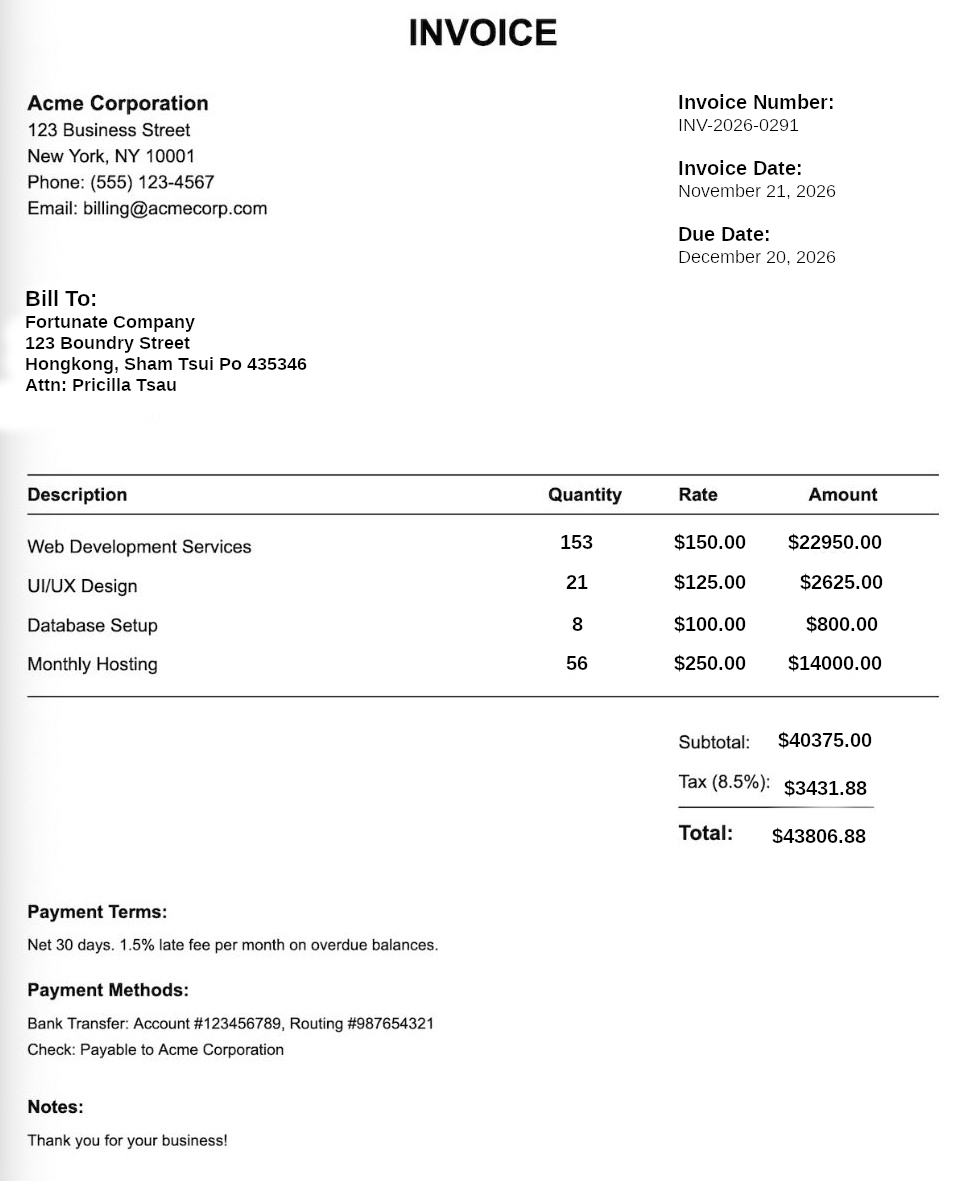 INVOICE
Acme Corporation
123 Business Street
New York, NY 10001
Phone: (555) 123-4567
Email: billing@acmecorp.com
Invoice Number:
INV-2026-0291
Invoice Date:
November 21, 2026
Due Date:
December 20, 2026
Bill To:
Fortunate Company
123 Boundry Street
Hongkong, Sham Tsui Po 435346
Attn: Pricilla Tsau
Description Quantity Rate Amount
Web Development Services 153 $150.00 $22950.00
UI/UX Design 21 $125.00 $2625.00
Database Setup 8 $100.00 $800.00
Monthly Hosting 56 $250.00 $14000.00
Subtotal: $40375.00
Tax (8.5%): $3431.88
Total: $43806.88
Payment Terms:
Net 30 days. 1.5% late fee per month on overdue balances.
Payment Methods:
Bank Transfer: Account #123456789, Routing #987654321
Check: Payable to Acme Corporation
Notes:
Thank you for your business!